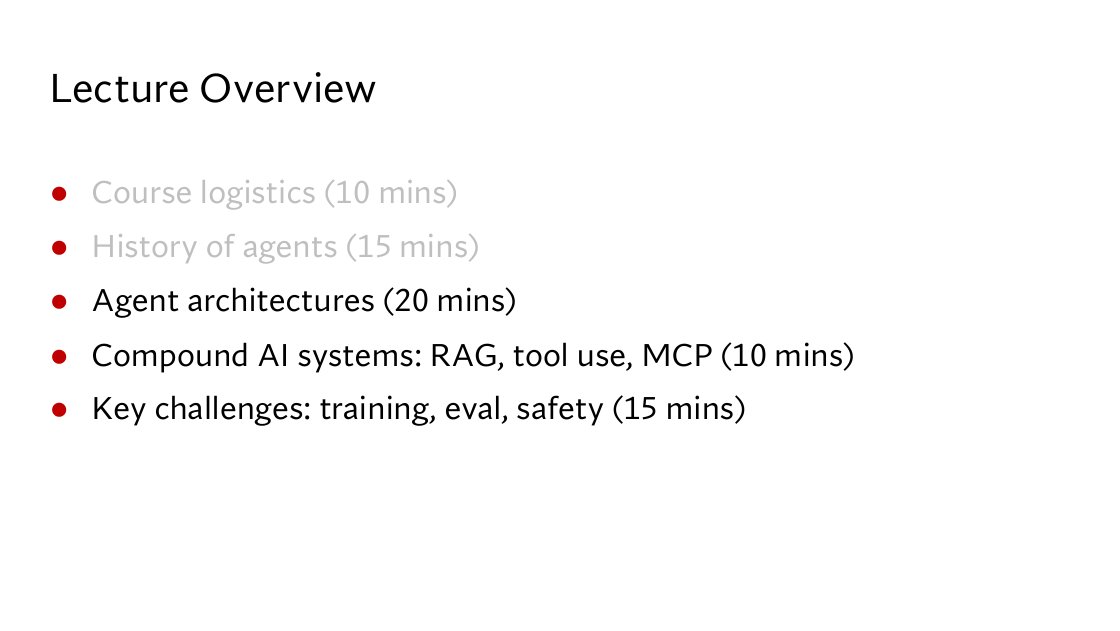 Lecture Overview
● Course logistics (10 mins)
● History of agents (15 mins)
● Agent architectures (20 mins)
● Compound AI systems: RAG, tool use, MCP (10 mins)
● Key challenges: training, eval, safety (15 mins)